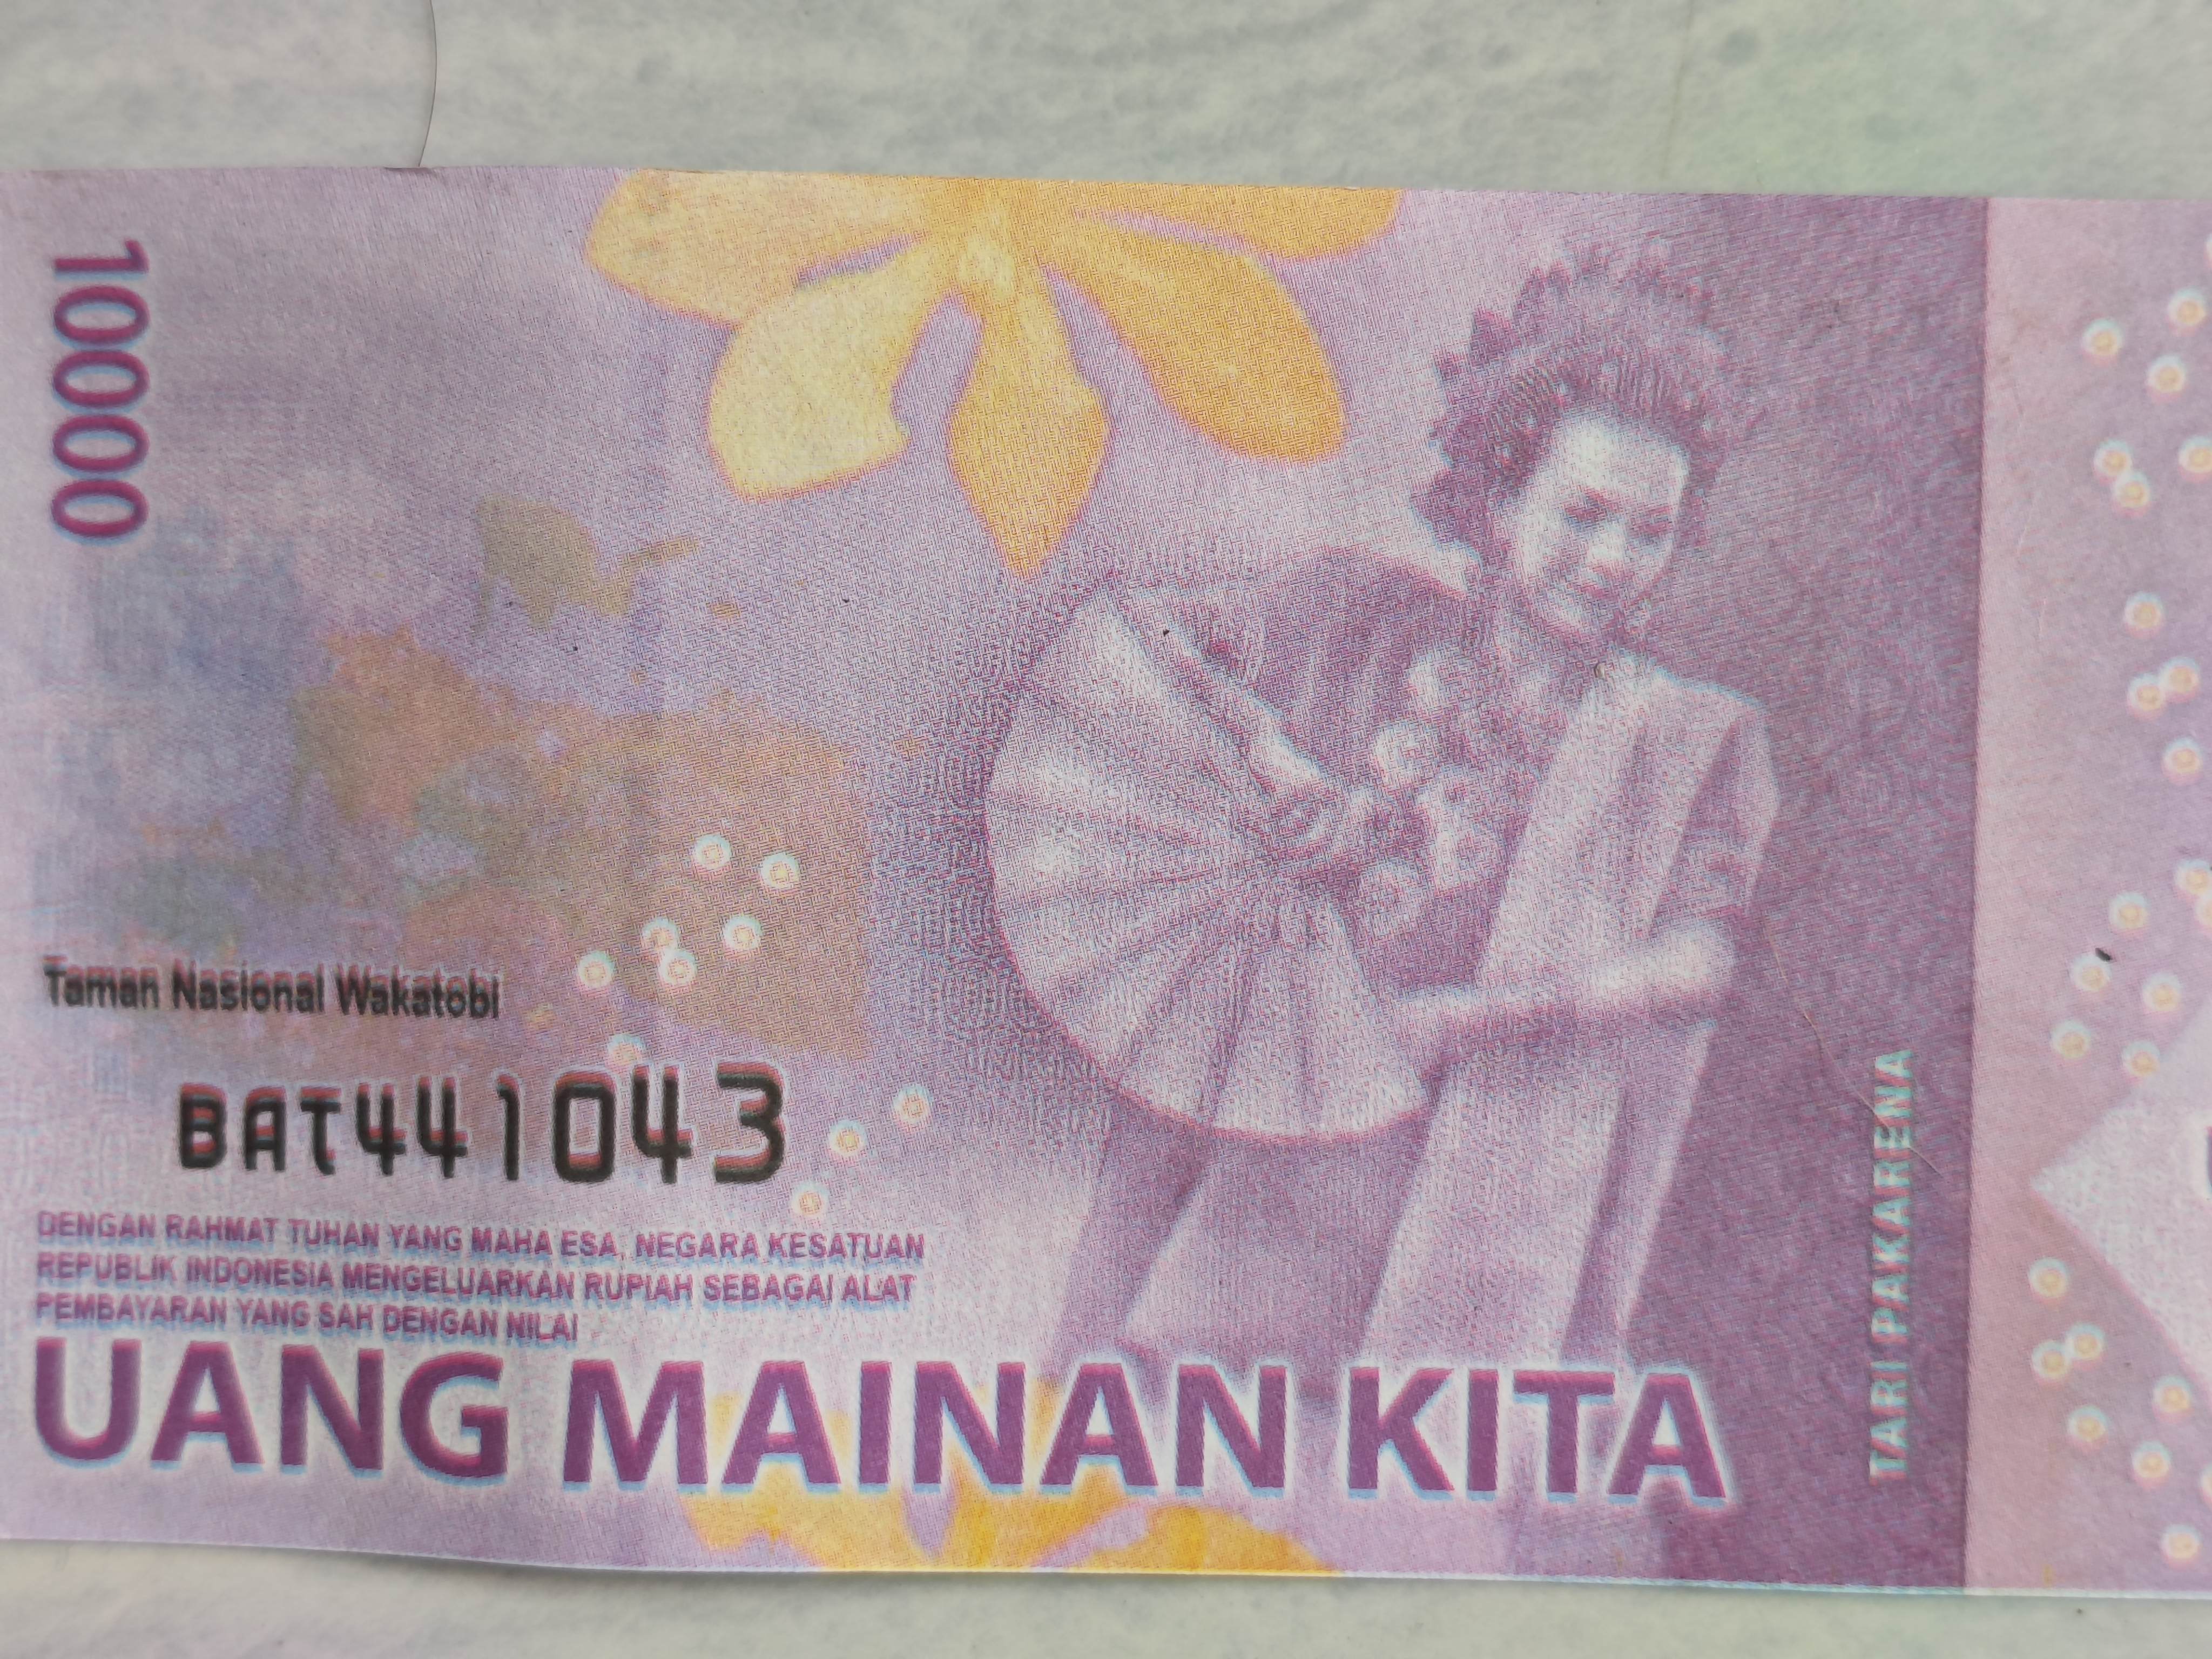 10000
Taman Nasional Wakatobi
BAT441043
DENGAN RAHMAT TUHAN YANG MAHA ESA, NEGARA KESATUAN
REPUBLIK INDONESIA MENGELUARKAN RUPIAH SEBAGAI ALAT
PEMBAYARAN YANG SAH DENGAN NILAI
UANG MAINAN KITA
TARI PAKARENA